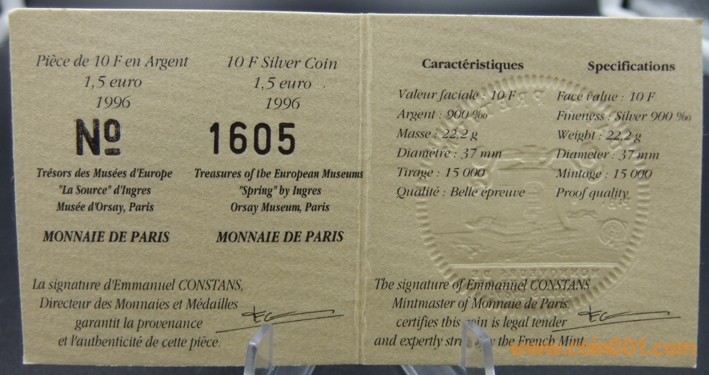 Pièce de 10 F en Argent
1,5 euro
1996
Nº
Trésors des Musées d'Europe
"La Source" d'Ingres
Musée d'Orsay, Paris
MONNAIE DE PARIS
10 F Silver Coin
1,5 euro
1996
1605
Treasures of the European Museums
"Spring" by Ingres
Orsay Museum, Paris
MONNAIE DE PARIS
La signature d'Emmanuel CONSTANS,
Directeur des Monnaies et Médailles
garantit la provenance
et l'authenticité de cette pièce.
Caractéristiques
Valeur faciale : 10 F
Argent : 900 ‰
Masse : 22,2 g
Diamètre : 37 mm
Tirage : 15 000
Qualité : Belle épreuve
Specifications
Face value : 10 F
Fineness : Silver 900 ‰
Weight : 22,2 g
Diameter : 37 mm
Mintage : 15 000
Proof quality
The signature of Emmanuel CONSTANS,
Mintmaster of Monnaie de Paris
certifies this coin is legal tender
and expertly by the French Mint.
www.coin001.com